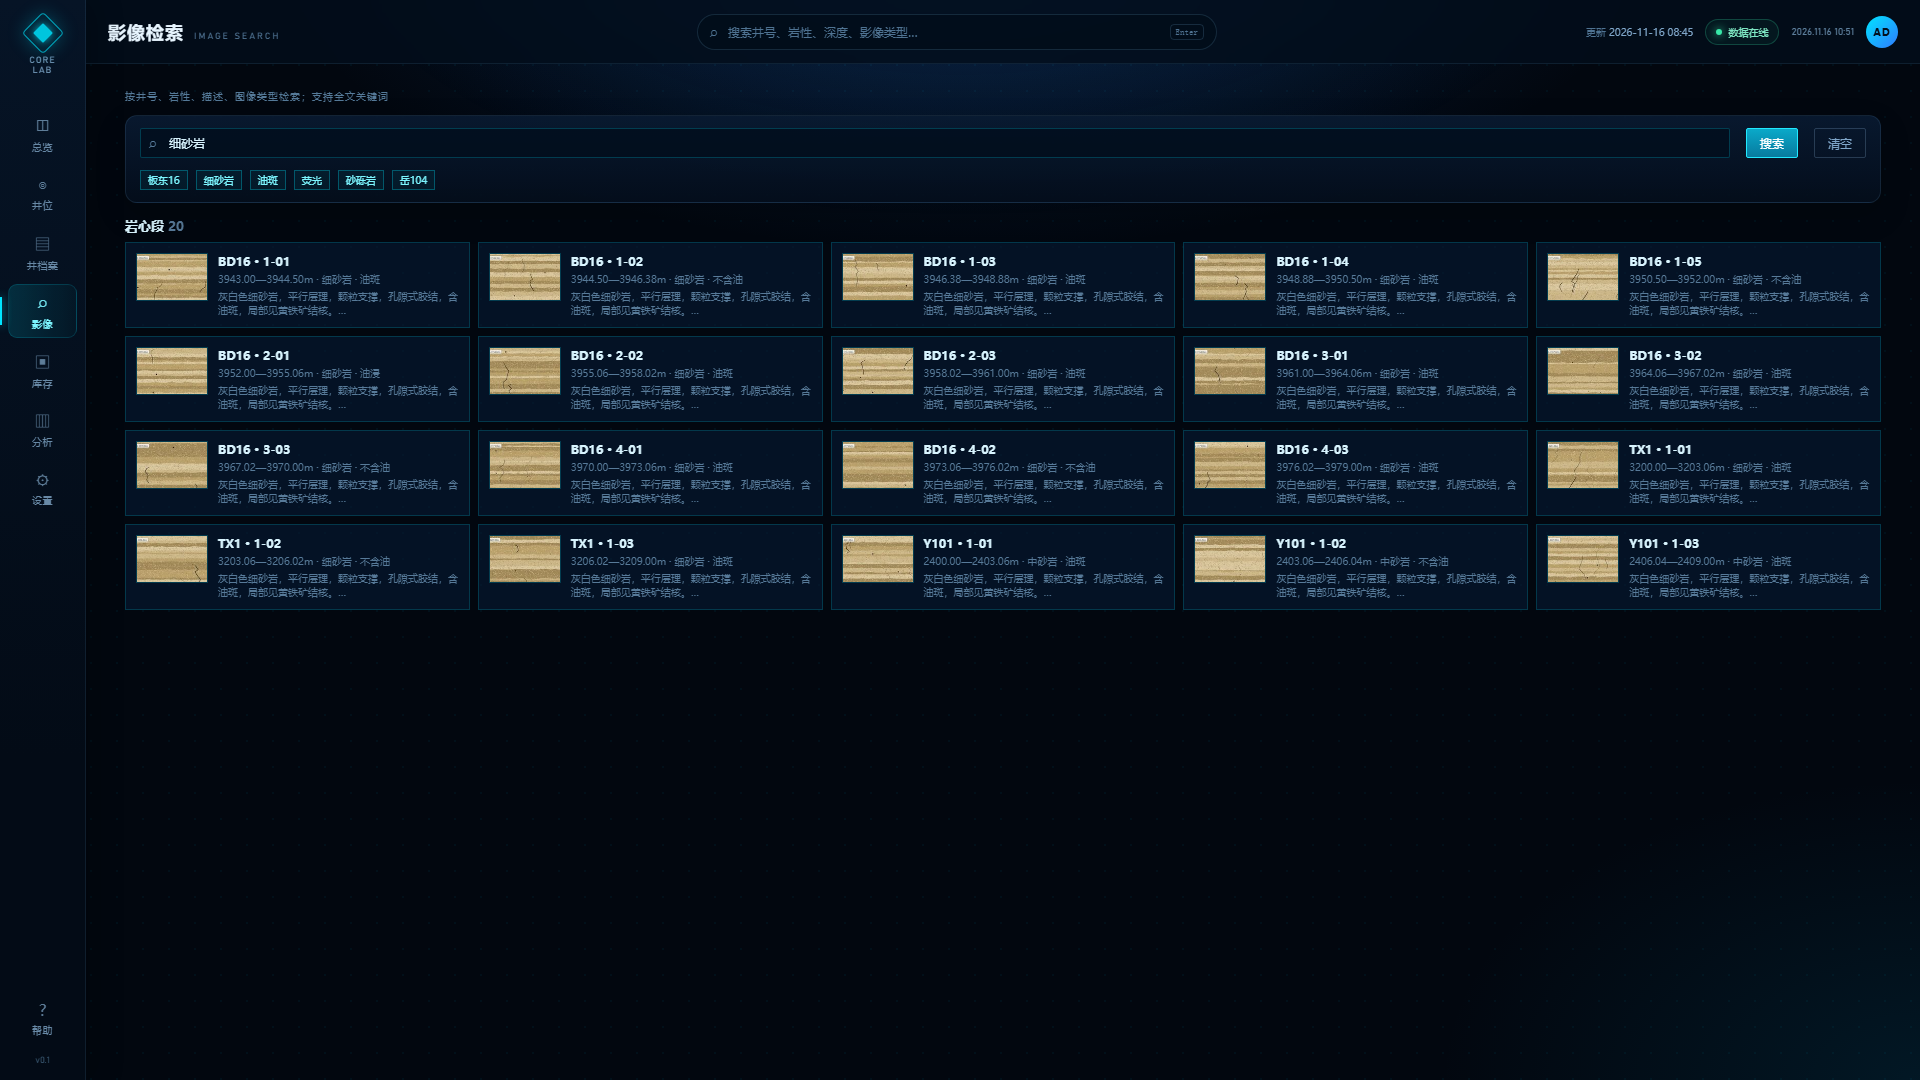 CORE
LAB
影像检索 IMAGE SEARCH
搜索井号、岩性、深度、影像类型... Enter
更新 2026-11-16 08:45
数据在线
2026.11.16 10:51
AD
总览
井位
井档案
影像
库存
分析
设置
? 帮助
v0.1
按井号、岩性、描述、图像类型检索；支持全文关键词
细砂岩
搜索
清空
板东16 细砂岩 油斑 荧光 砂砾岩 岳104
岩心段 20
BD16 • 1-01
3943.00—3944.50m · 细砂岩 · 油斑
灰白色细砂岩，平行层理，颗粒支撑，孔隙式胶结，含
油斑，局部见黄铁矿结核。...
BD16 • 1-02
3944.50—3946.38m · 细砂岩 · 不含油
灰白色细砂岩，平行层理，颗粒支撑，孔隙式胶结，含
油斑，局部见黄铁矿结核。...
BD16 • 1-03
3946.38—3948.88m · 细砂岩 · 油斑
灰白色细砂岩，平行层理，颗粒支撑，孔隙式胶结，含
油斑，局部见黄铁矿结核。...
BD16 • 1-04
3948.88—3950.50m · 细砂岩 · 油斑
灰白色细砂岩，平行层理，颗粒支撑，孔隙式胶结，含
油斑，局部见黄铁矿结核。...
BD16 • 1-05
3950.50—3952.00m · 细砂岩 · 不含油
灰白色细砂岩，平行层理，颗粒支撑，孔隙式胶结，含
油斑，局部见黄铁矿结核。...
BD16 • 2-01
3952.00—3955.06m · 细砂岩 · 油浸
灰白色细砂岩，平行层理，颗粒支撑，孔隙式胶结，含
油斑，局部见黄铁矿结核。...
BD16 • 2-02
3955.06—3958.02m · 细砂岩 · 油斑
灰白色细砂岩，平行层理，颗粒支撑，孔隙式胶结，含
油斑，局部见黄铁矿结核。...
BD16 • 2-03
3958.02—3961.00m · 细砂岩 · 油斑
灰白色细砂岩，平行层理，颗粒支撑，孔隙式胶结，含
油斑，局部见黄铁矿结核。...
BD16 • 3-01
3961.00—3964.06m · 细砂岩 · 油斑
灰白色细砂岩，平行层理，颗粒支撑，孔隙式胶结，含
油斑，局部见黄铁矿结核。...
BD16 • 3-02
3964.06—3967.02m · 细砂岩 · 油斑
灰白色细砂岩，平行层理，颗粒支撑，孔隙式胶结，含
油斑，局部见黄铁矿结核。...
BD16 • 3-03
3967.02—3970.00m · 细砂岩 · 不含油
灰白色细砂岩，平行层理，颗粒支撑，孔隙式胶结，含
油斑，局部见黄铁矿结核。...
BD16 • 4-01
3970.00—3973.06m · 细砂岩 · 油斑
灰白色细砂岩，平行层理，颗粒支撑，孔隙式胶结，含
油斑，局部见黄铁矿结核。...
BD16 • 4-02
3973.06—3976.02m · 细砂岩 · 不含油
灰白色细砂岩，平行层理，颗粒支撑，孔隙式胶结，含
油斑，局部见黄铁矿结核。...
BD16 • 4-03
3976.02—3979.00m · 细砂岩 · 油斑
灰白色细砂岩，平行层理，颗粒支撑，孔隙式胶结，含
油斑，局部见黄铁矿结核。...
TX1 • 1-01
3200.00—3203.06m · 细砂岩 · 油斑
灰白色细砂岩，平行层理，颗粒支撑，孔隙式胶结，含
油斑，局部见黄铁矿结核。...
TX1 • 1-02
3203.06—3206.02m · 细砂岩 · 不含油
灰白色细砂岩，平行层理，颗粒支撑，孔隙式胶结，含
油斑，局部见黄铁矿结核。...
TX1 • 1-03
3206.02—3209.00m · 细砂岩 · 油斑
灰白色细砂岩，平行层理，颗粒支撑，孔隙式胶结，含
油斑，局部见黄铁矿结核。...
Y101 • 1-01
2400.00—2403.06m · 中砂岩 · 油斑
灰白色细砂岩，平行层理，颗粒支撑，孔隙式胶结，含
油斑，局部见黄铁矿结核。...
Y101 • 1-02
2403.06—2406.04m · 中砂岩 · 不含油
灰白色细砂岩，平行层理，颗粒支撑，孔隙式胶结，含
油斑，局部见黄铁矿结核。...
Y101 • 1-03
2406.04—2409.00m · 中砂岩 · 油斑
灰白色细砂岩，平行层理，颗粒支撑，孔隙式胶结，含
油斑，局部见黄铁矿结核。...